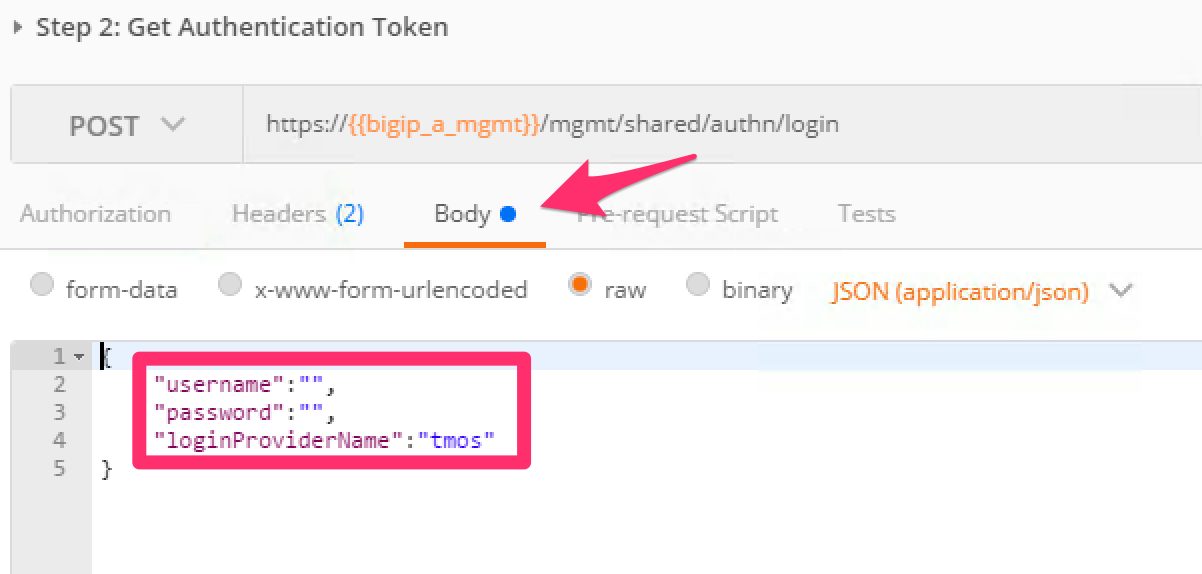 Step 2: Get Authentication Token
POST https://{{bigip_a_mgmt}}/mgmt/shared/authn/login
Authorization Headers (2) Body Pre-request Script Tests
form-data x-www-form-urlencoded raw binary JSON (application/json)
1 {
2 "username":"",
3 "password":"",
4 "loginProviderName":"tmos"
5 }